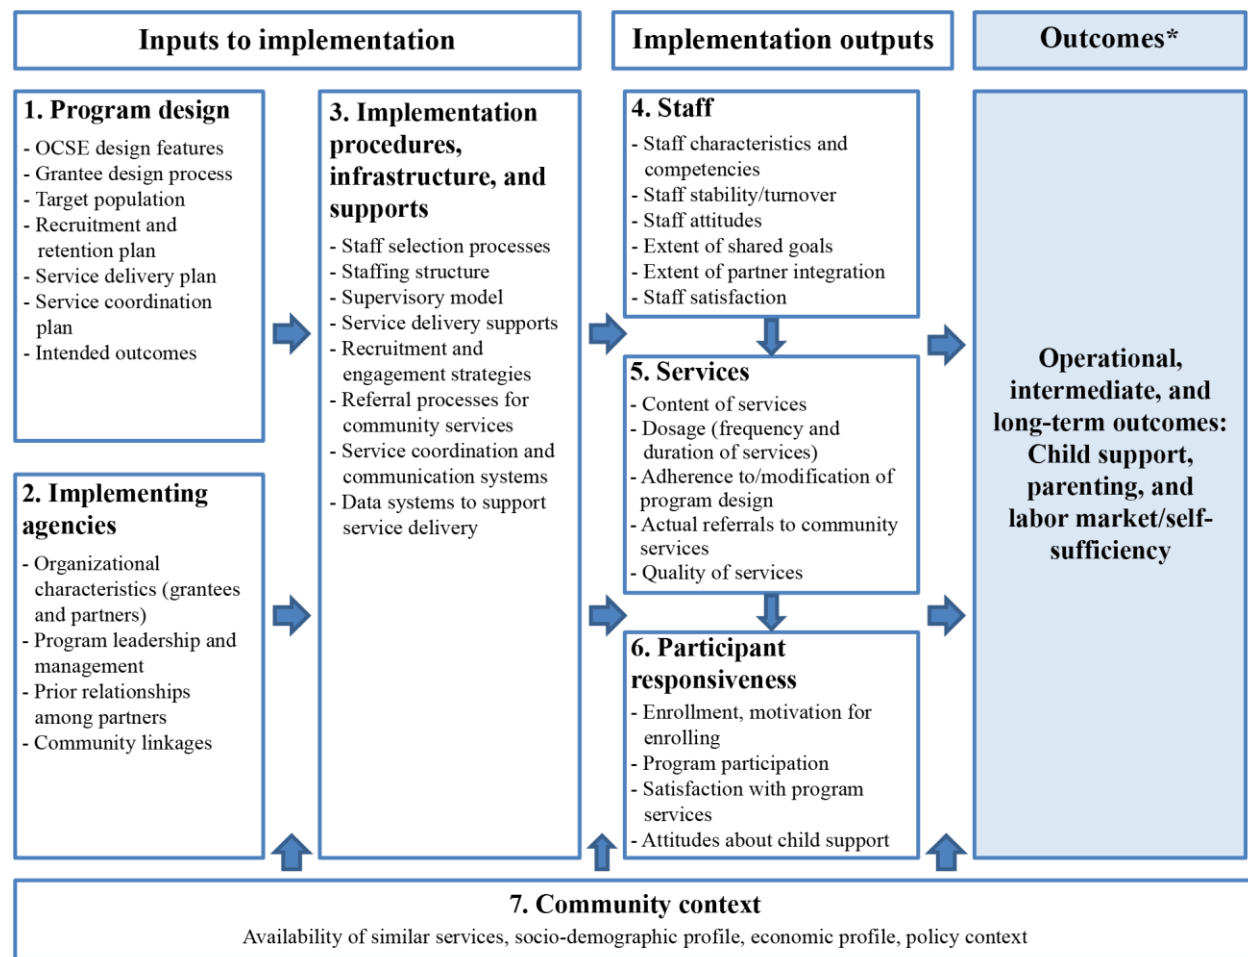 Inputs to implementation
Implementation outputs
Outcomes*
1. Program design
- OCSE design features
- Grantee design process
- Target population
- Recruitment and
retention plan
- Service delivery plan
- Service coordination
plan
- Intended outcomes
2. Implementing
agencies
- Organizational
characteristics (grantees
and partners)
- Program leadership and
management
- Prior relationships
among partners
- Community linkages
3. Implementation
procedures,
infrastructure, and
supports
- Staff selection processes
- Staffing structure
- Supervisory model
- Service delivery supports
- Recruitment and
engagement strategies
- Referral processes for
community services
- Service coordination and
communication systems
- Data systems to support
service delivery
4. Staff
- Staff characteristics and
competencies
- Staff stability/turnover
- Staff attitudes
- Extent of shared goals
- Extent of partner integration
- Staff satisfaction
5. Services
- Content of services
- Dosage (frequency and
duration of services)
- Adherence to/modification of
program design
- Actual referrals to community
services
- Quality of services
6. Participant
responsiveness
- Enrollment, motivation for
enrolling
- Program participation
- Satisfaction with program
services
- Attitudes about child support
Operational,
intermediate, and
long-term outcomes:
Child support,
parenting, and
labor market/self-
sufficiency
7. Community context
Availability of similar services, socio-demographic profile, economic profile, policy context